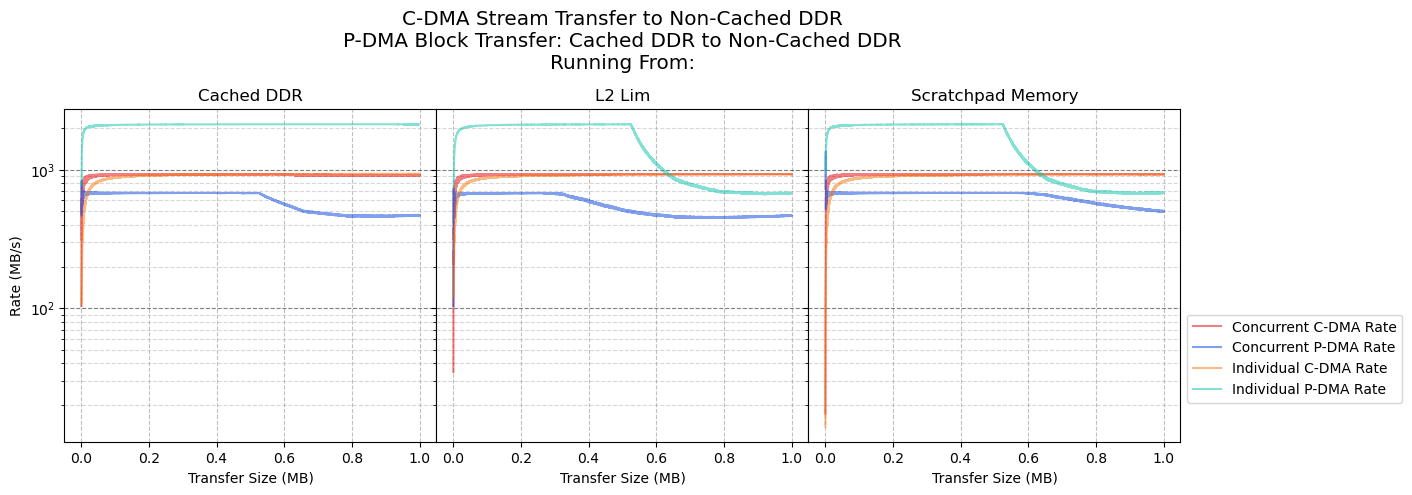 C-DMA Stream Transfer to Non-Cached DDR
P-DMA Block Transfer: Cached DDR to Non-Cached DDR
Running From:
Cached DDR
L2 Lim
Scratchpad Memory
Rate (MB/s)
10³
10²
0.0 0.2 0.4 0.6 0.8 1.0
0.0 0.2 0.4 0.6 0.8 1.0
0.0 0.2 0.4 0.6 0.8 1.0
Transfer Size (MB)
Transfer Size (MB)
Transfer Size (MB)
Concurrent C-DMA Rate
Concurrent P-DMA Rate
Individual C-DMA Rate
Individual P-DMA Rate